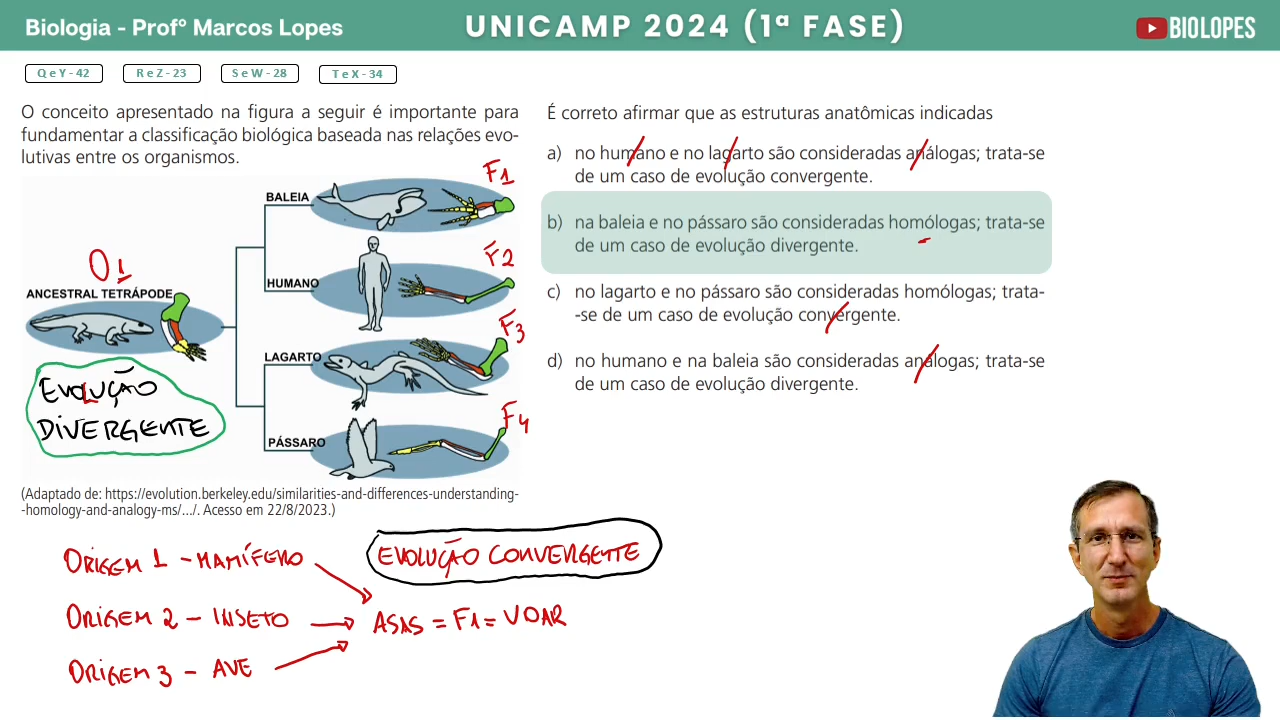 Biologia - Profº Marcos Lopes
UNICAMP 2024 (1ª FASE)
BIOLOPES
Q e Y - 42
R e Z - 23
S e W - 28
T e X - 34
O conceito apresentado na figura a seguir é importante para
fundamentar a classificação biológica baseada nas relações evo-
lutivas entre os organismos.
F1
BALEIA
F2
HUMANO
O1
ANCESTRAL TETRÁPODE
F3
LAGARTO
EVOLUÇÃO
DIVERGENTE
F4
PÁSSARO
(Adaptado de: https://evolution.berkeley.edu/similarities-and-differences-understanding-
-homology-and-analogy-ms/.../. Acesso em 22/8/2023.)
É correto afirmar que as estruturas anatômicas indicadas
a) no humano e no lagarto são consideradas análogas; trata-se
de um caso de evolução convergente.
b) na baleia e no pássaro são consideradas homólogas; trata-se
de um caso de evolução divergente.
c) no lagarto e no pássaro são consideradas homólogas; trata-
-se de um caso de evolução convergente.
d) no humano e na baleia são consideradas análogas; trata-se
de um caso de evolução divergente.
EVOLUÇÃO CONVERGENTE
ORIGEM 1 - MAMÍFERO
ORIGEM 2 - INSETO
ORIGEM 3 - AVE
ASAS = F1 = VOAR